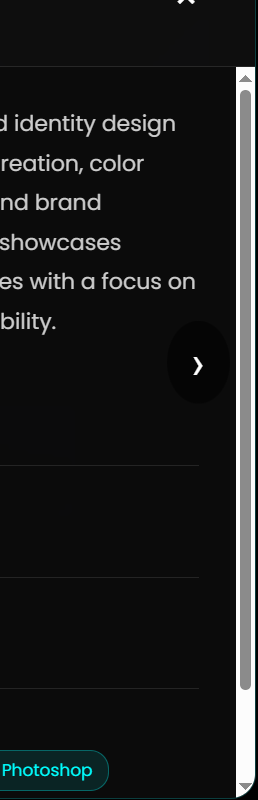 d identity design
reation, color
nd brand
showcases
es with a focus on
bility.
Photoshop